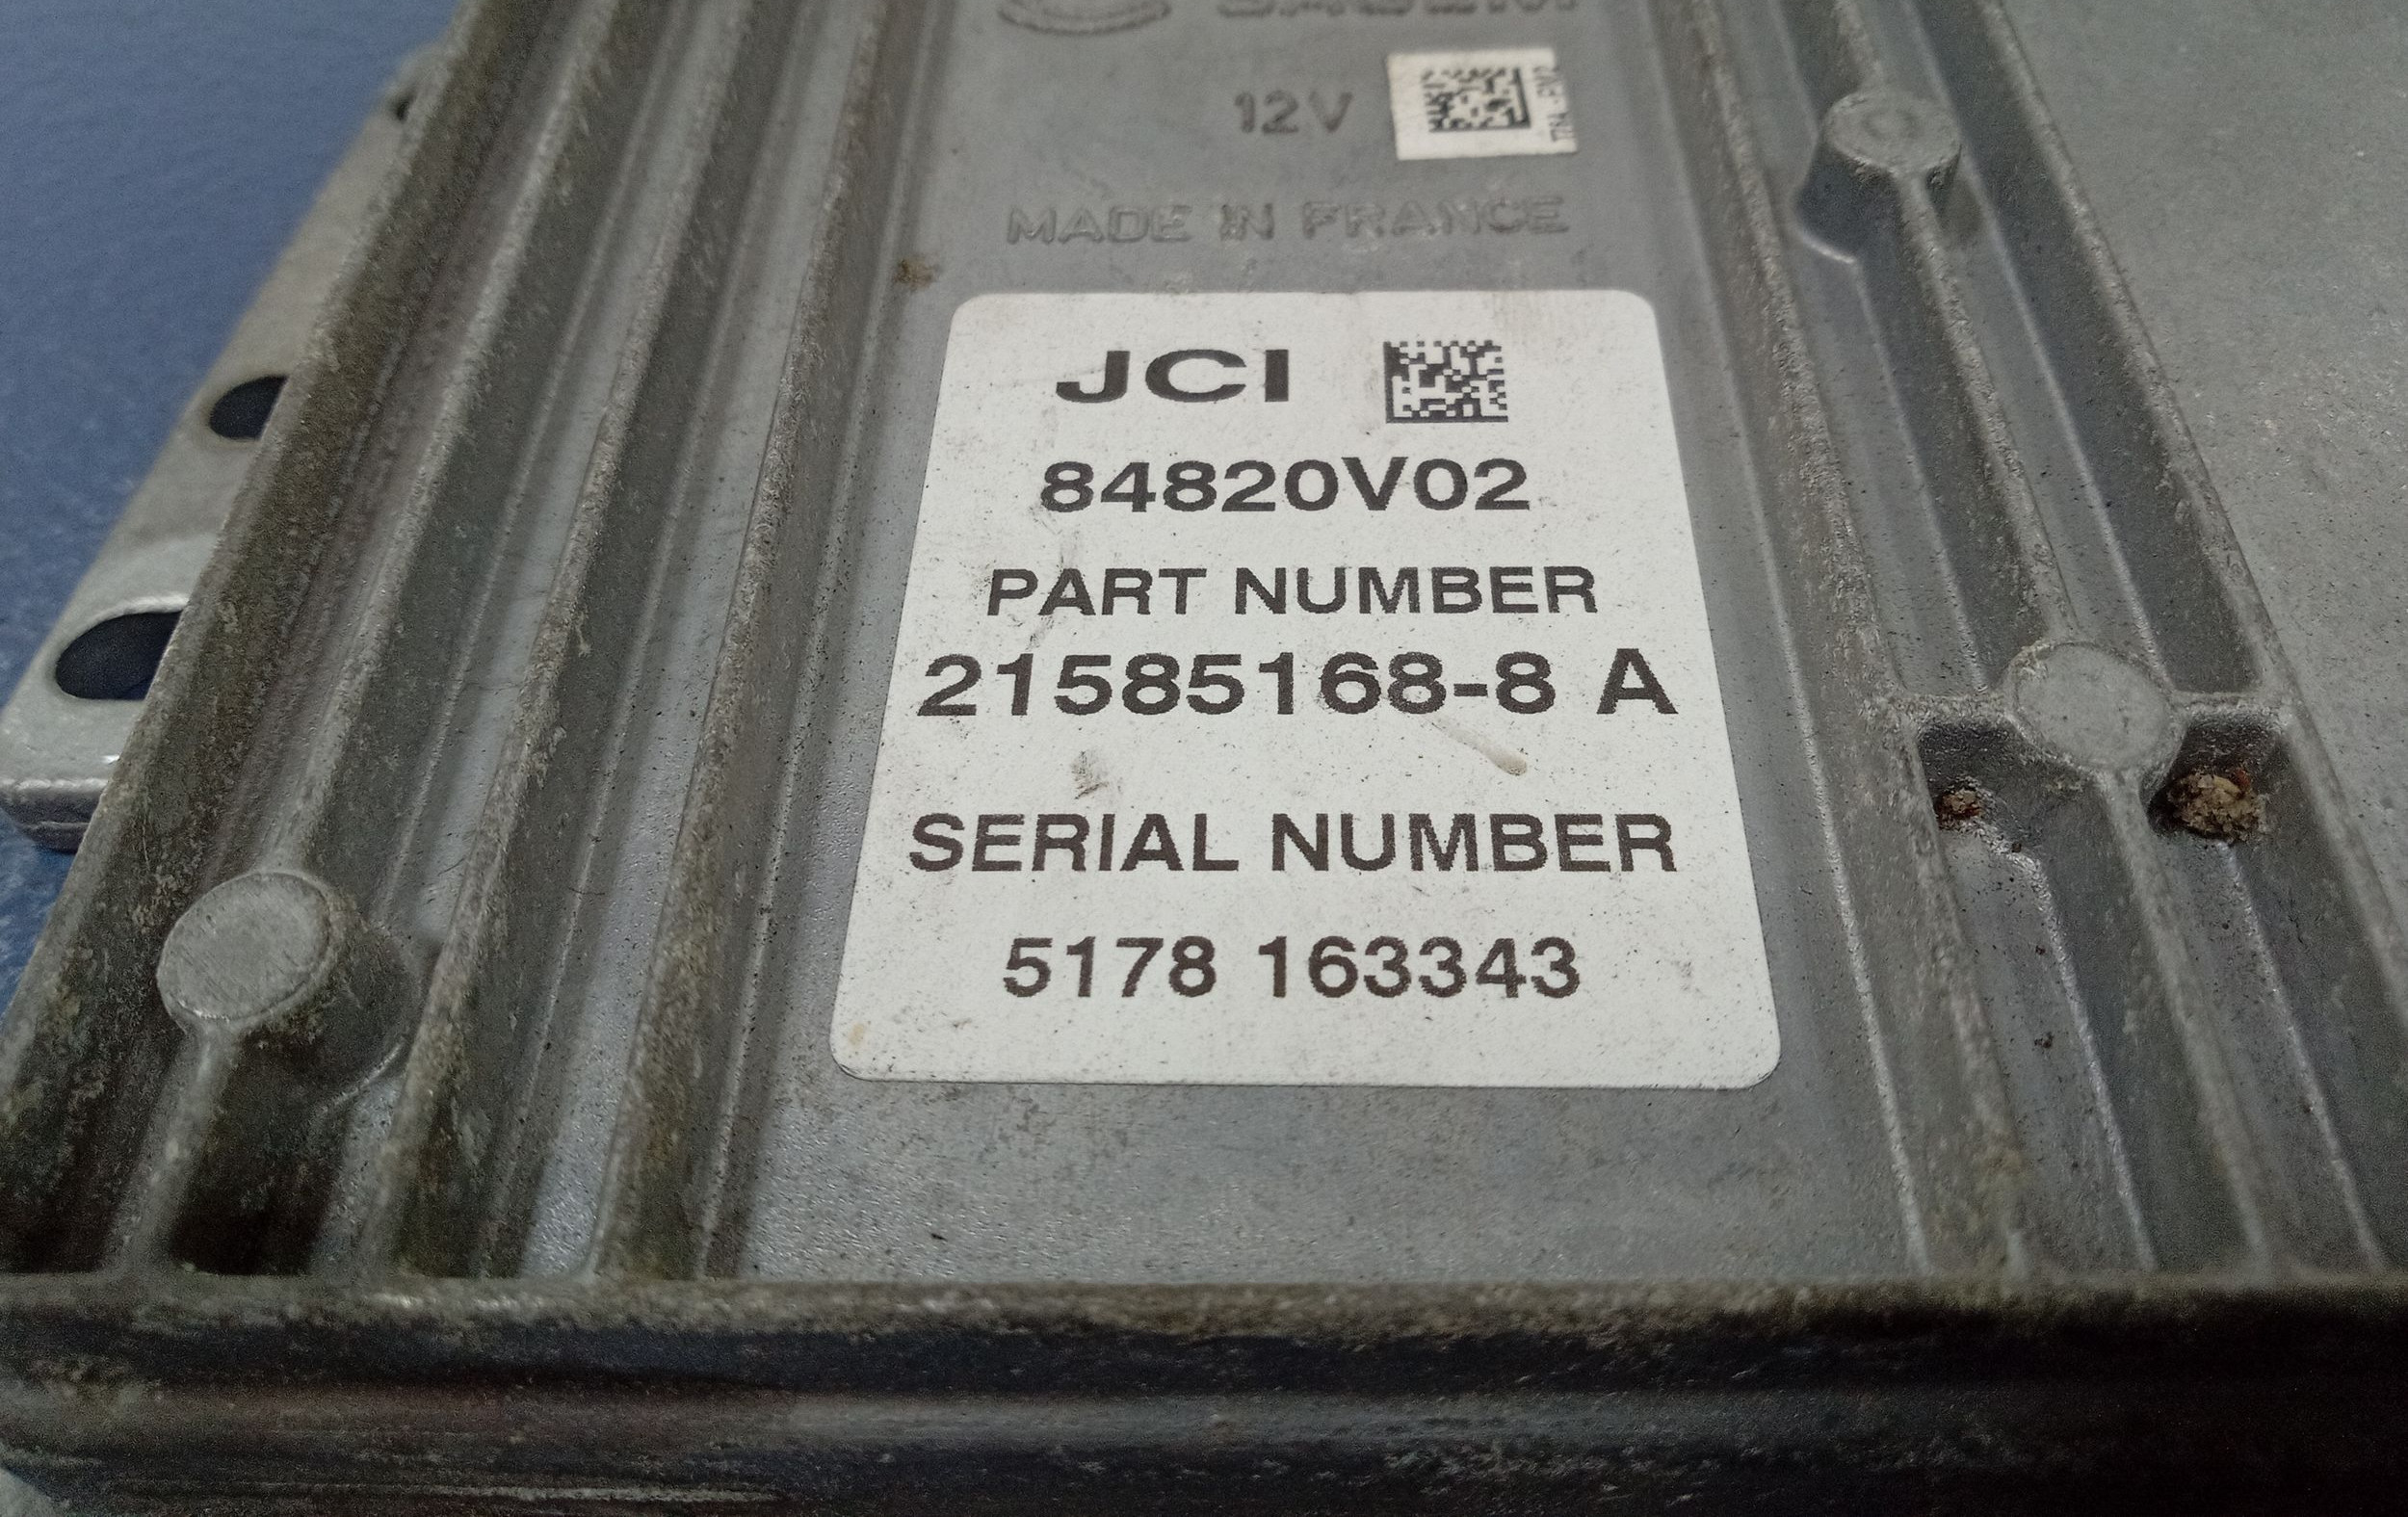 12V
MADE IN FRANCE
JCI
84820V02
PART NUMBER
21585168-8 A
SERIAL NUMBER
5178 163343